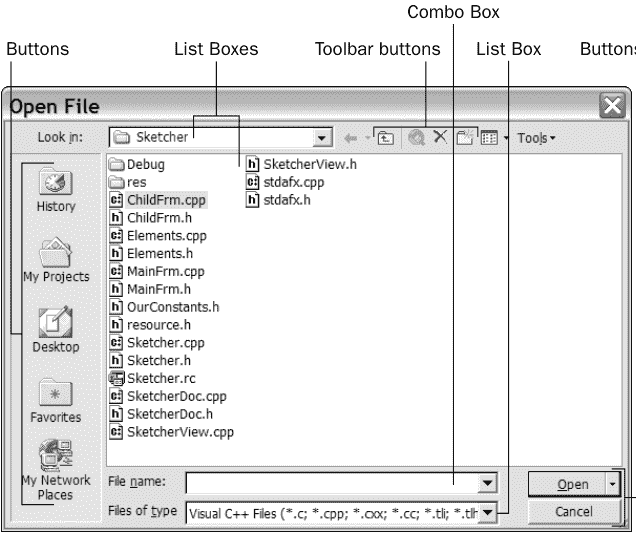 Combo Box
Buttons List Boxes Toolbar buttons List Box Buttons
Open File
Look in: Sketcher Tools
History
My Projects
Desktop
Favorites
My Network
Places
Debug
res
ChildFrm.cpp
ChildFrm.h
Elements.cpp
Elements.h
MainFrm.cpp
MainFrm.h
OurConstants.h
resource.h
Sketcher.cpp
Sketcher.h
Sketcher.rc
SketcherDoc.cpp
SketcherDoc.h
SketcherView.cpp
SketcherView.h
stdafx.cpp
stdafx.h
File name: Open
Files of type Visual C++ Files (*.c; *.cpp; *.cxx; *.cc; *.tli; *.tlh Cancel